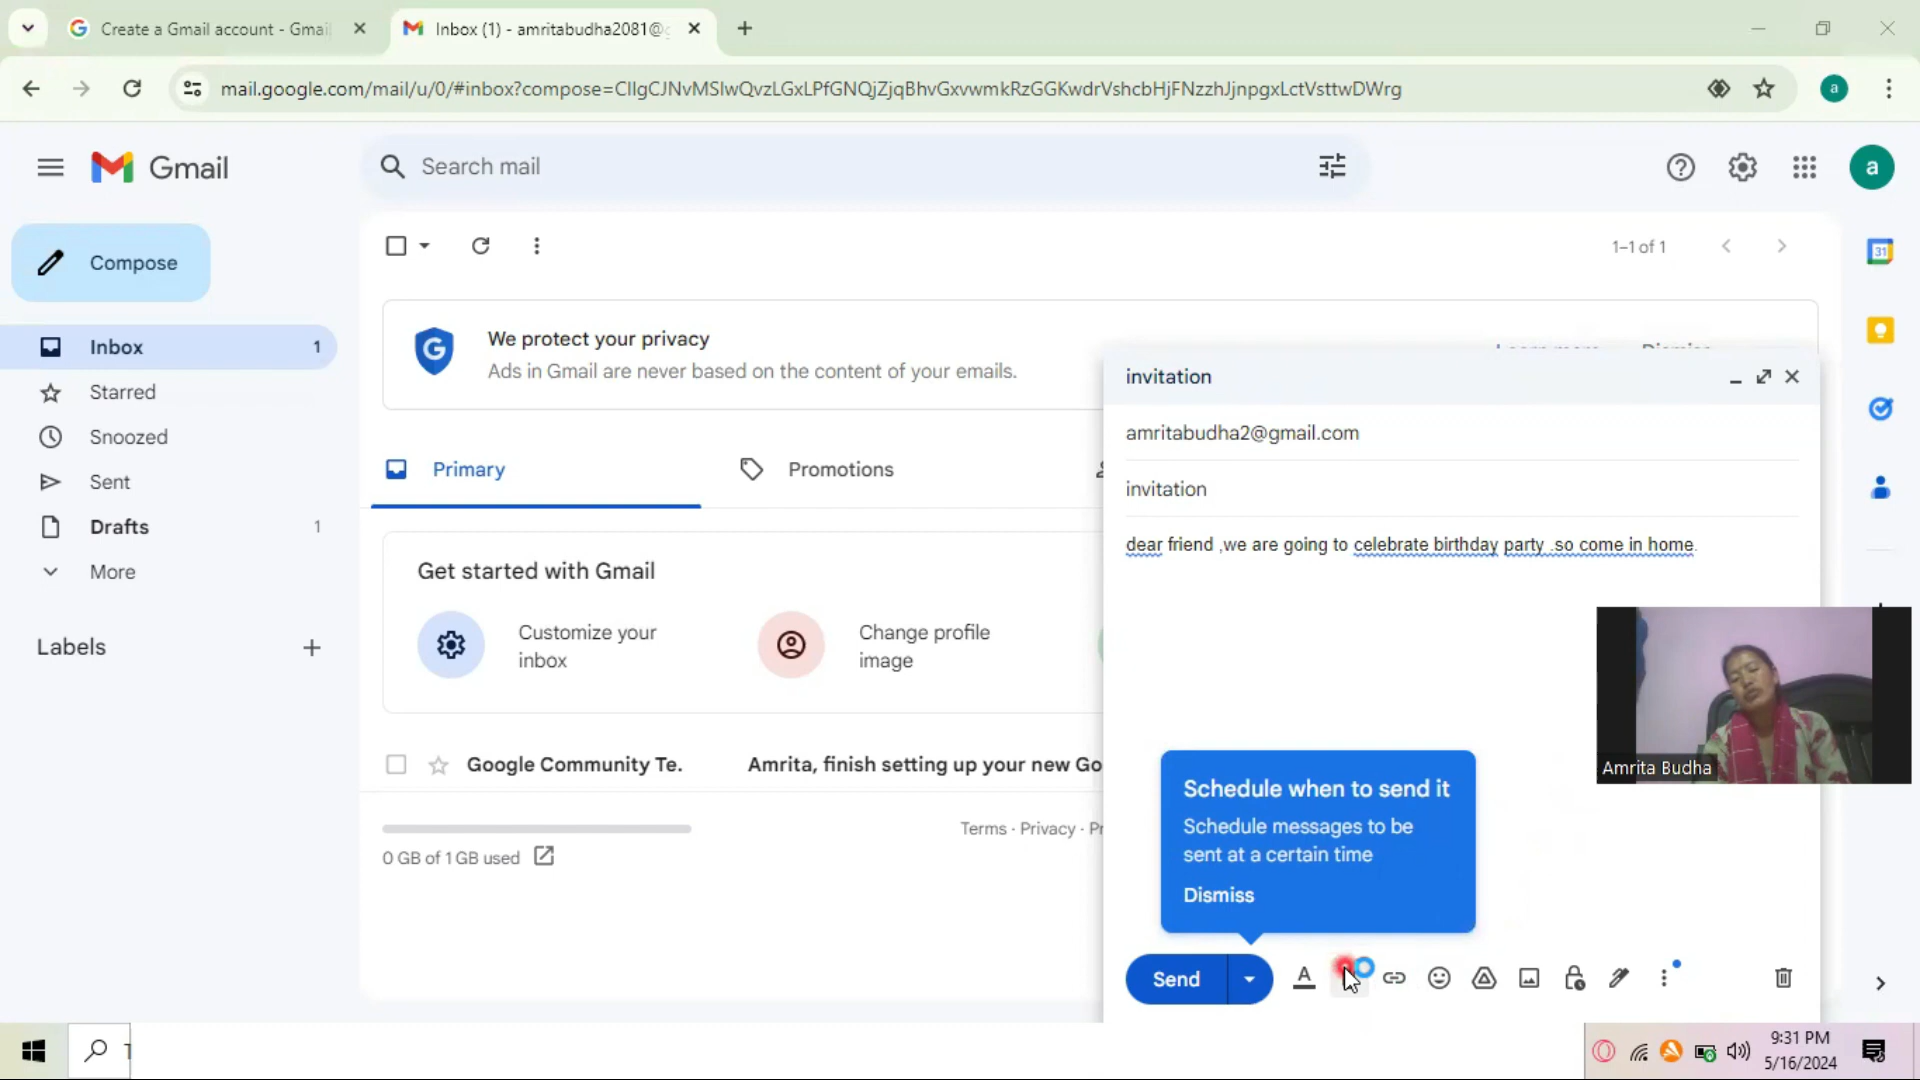 Create a Gmail account - Gmai
Inbox (1) - amritabudha2081@
mail.google.com/mail/u/0/#inbox?compose=CllgCJNvMSlwQvzLGxLPfGNQjZjqBhvGxvwmkRzGGKwdrVshcbHjFNzzhJjnpgxLctVsttwDWrg
a
Gmail
Search mail
a
Compose
1–1 of 1
31
We protect your privacy
Ads in Gmail are never based on the content of your emails.
Learn more Dismiss
Inbox 1
Starred
Snoozed
Sent
Drafts 1
More
Labels
Primary
Promotions
Get started with Gmail
Customize your
inbox
Change profile
image
Google Community Te.
Amrita, finish setting up your new Go
0 GB of 1 GB used
Terms · Privacy · Pr
invitation
amritabudha2@gmail.com
invitation
dear friend ,we are going to celebrate birthday party .so come in home.
Amrita Budha
Schedule when to send it
Schedule messages to be
sent at a certain time
Dismiss
Send
9:31 PM
5/16/2024